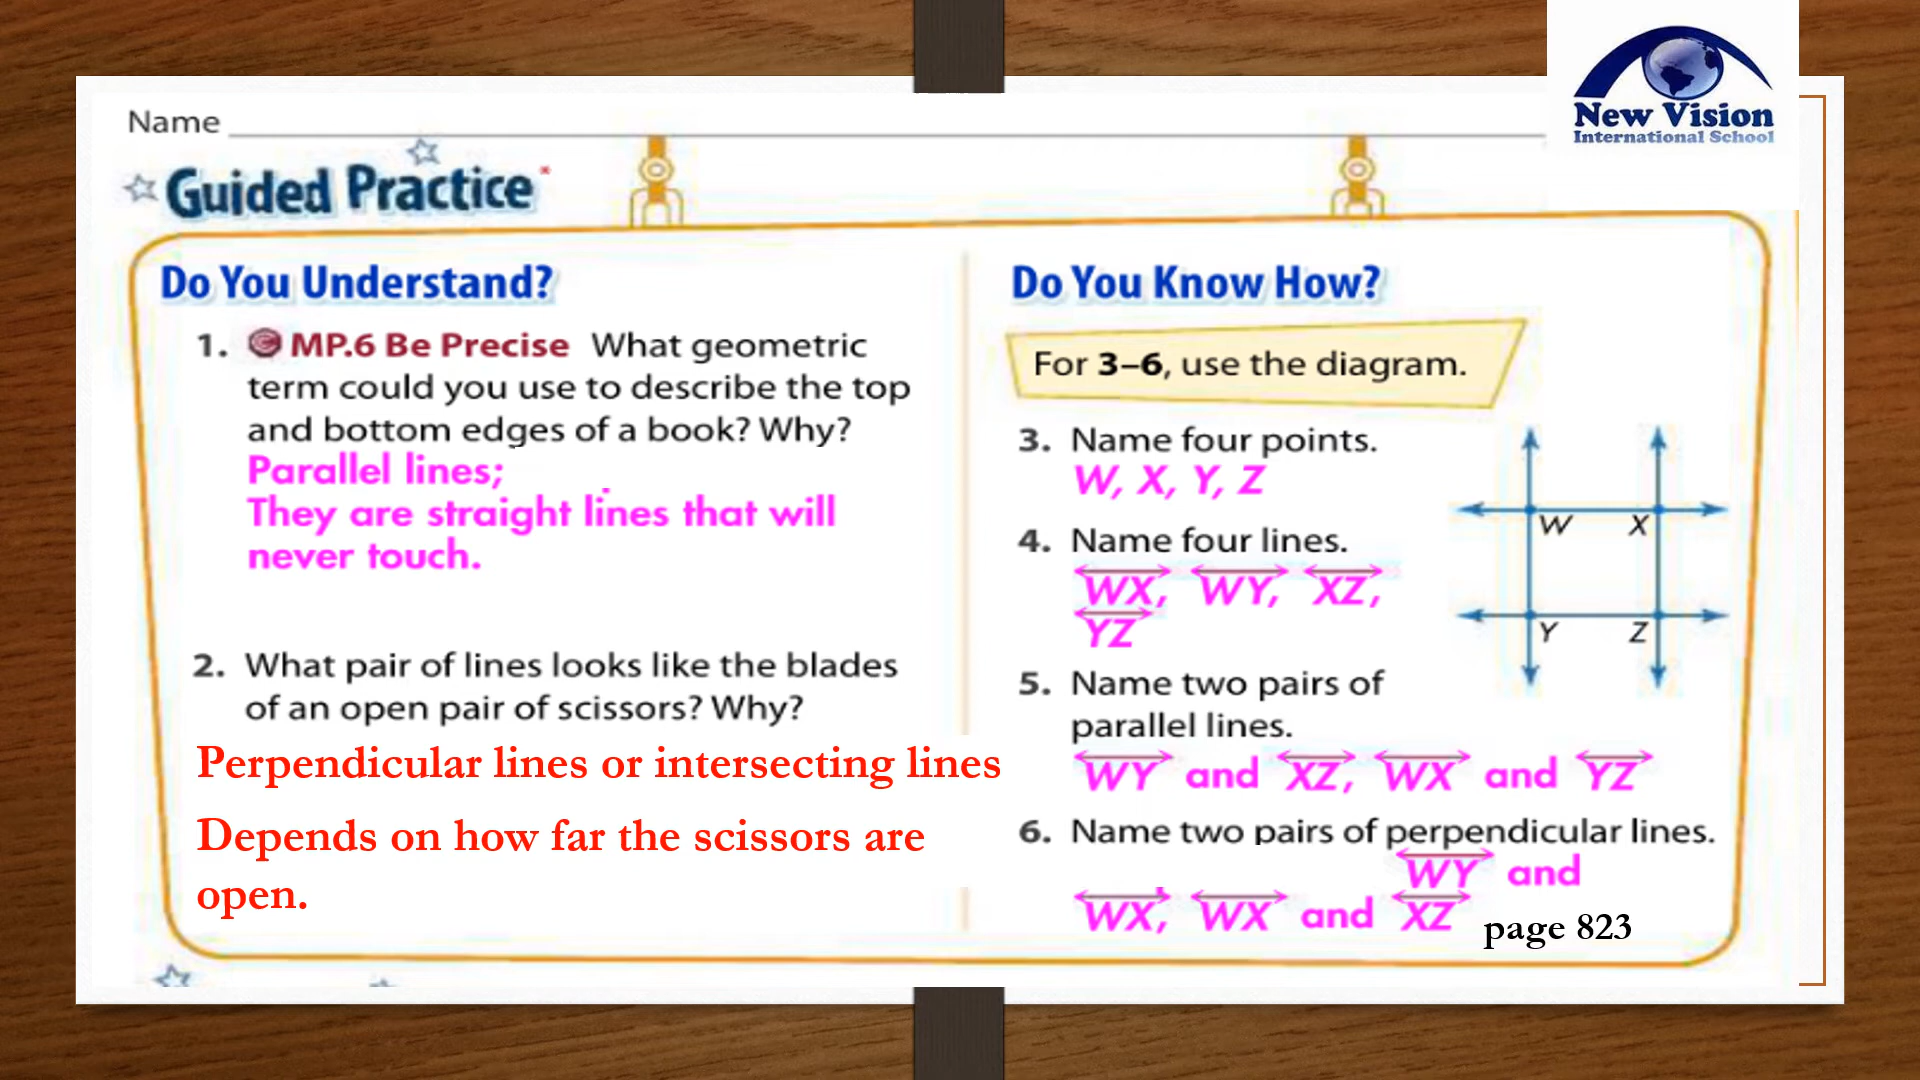 New Vision
International School
Name
Guided Practice
Do You Understand?
1. MP.6 Be Precise What geometric
term could you use to describe the top
and bottom edges of a book? Why?
Parallel lines;
They are straight lines that will
never touch.
2. What pair of lines looks like the blades
of an open pair of scissors? Why?
Perpendicular lines or intersecting lines
Depends on how far the scissors are
open.
Do You Know How?
For 3–6, use the diagram.
3. Name four points.
W, X, Y, Z
4. Name four lines.
WX, WY, XZ,
YZ
W X
Y Z
5. Name two pairs of
parallel lines.
WY and XZ, WX and YZ
6. Name two pairs of perpendicular lines.
WY and
WX, WX and XZ
page 823